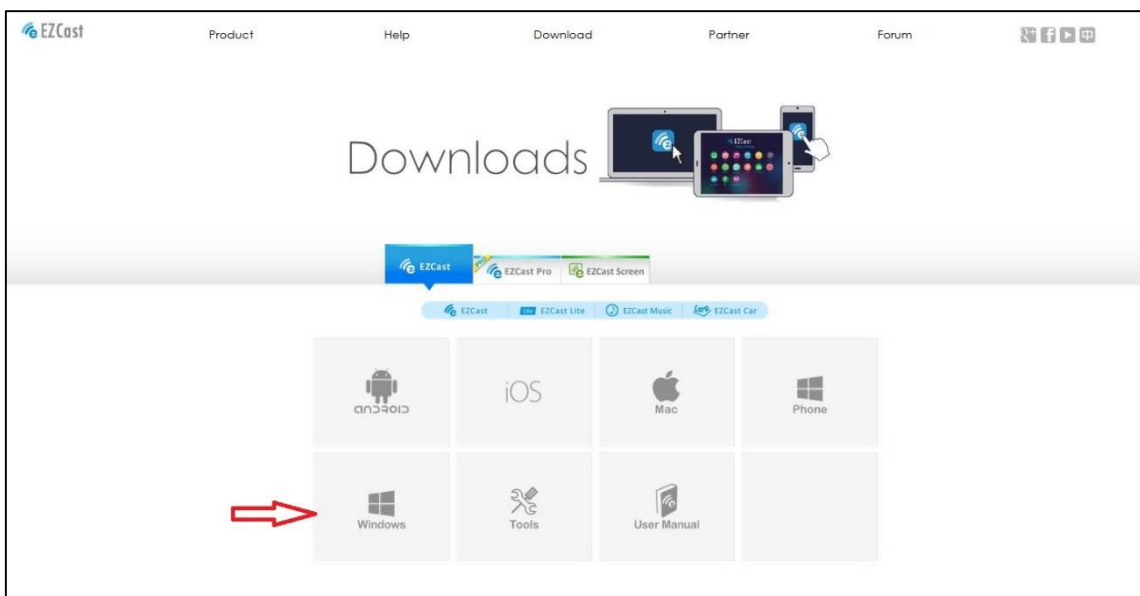 EZCast
Product Help Download Partner Forum
Downloads
EZCast EZCast Pro EZCast Screen
EZCast Lite EZCast Lite EZCast Music EZCast Car
ANDROID iOS Mac Phone
Windows Tools User Manual